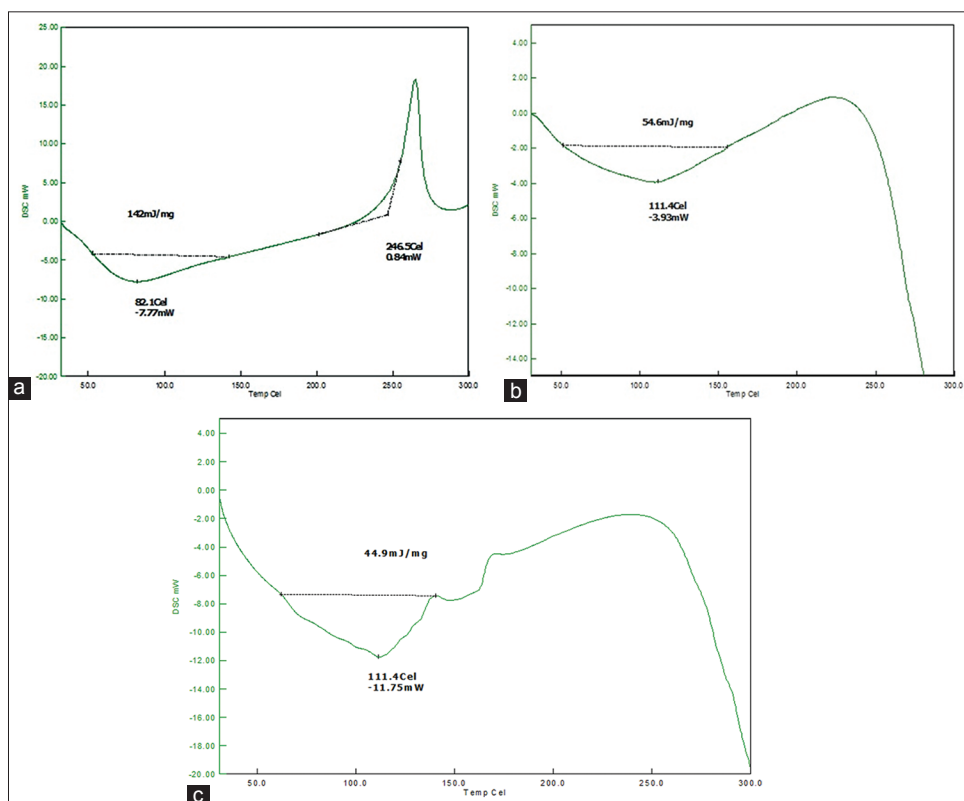 25.00
20.00
15.00
10.00
5.00
0.00
-5.00
-10.00
-15.00
-20.00
DSC mW
142mJ/mg
82.1Cel
-7.77mW
246.5Cel
0.84mW
50.0 100.0 150.0 200.0 250.0 300.0
Temp Cel
a
4.00
2.00
0.00
-2.00
-4.00
-6.00
-8.00
-10.00
-12.00
-14.00
DSC mW
54.6mJ/mg
111.4Cel
-3.93mW
50.0 100.0 150.0 200.0 250.0 300.0
Temp Cel
b
4.00
2.00
0.00
-2.00
-4.00
-6.00
-8.00
-10.00
-12.00
-14.00
-16.00
-18.00
-20.00
DSC mW
44.9mJ/mg
111.4Cel
-11.75mW
50.0 100.0 150.0 200.0 250.0 300.0
Temp Cel
c